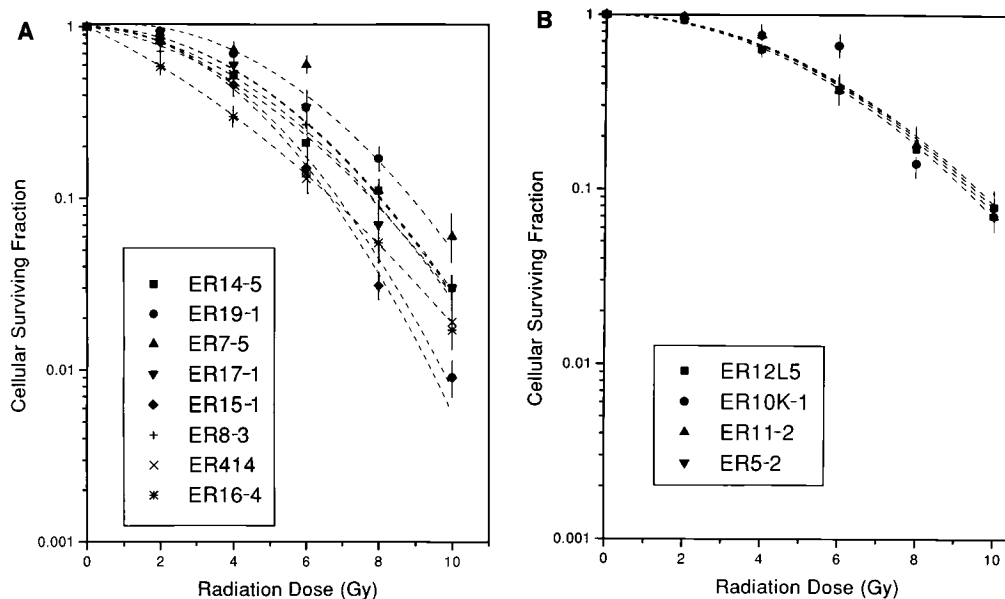 A
Cellular Surviving Fraction
1
0.1
0.01
0.001
ER14-5
ER19-1
ER7-5
ER17-1
ER15-1
ER8-3
ER414
ER16-4
0 2 4 6 8 10
Radiation Dose (Gy)
B
Cellular Surviving Fraction
1
0.1
0.01
0.001
ER12L5
ER10K-1
ER11-2
ER5-2
0 2 4 6 8 10
Radiation Dose (Gy)